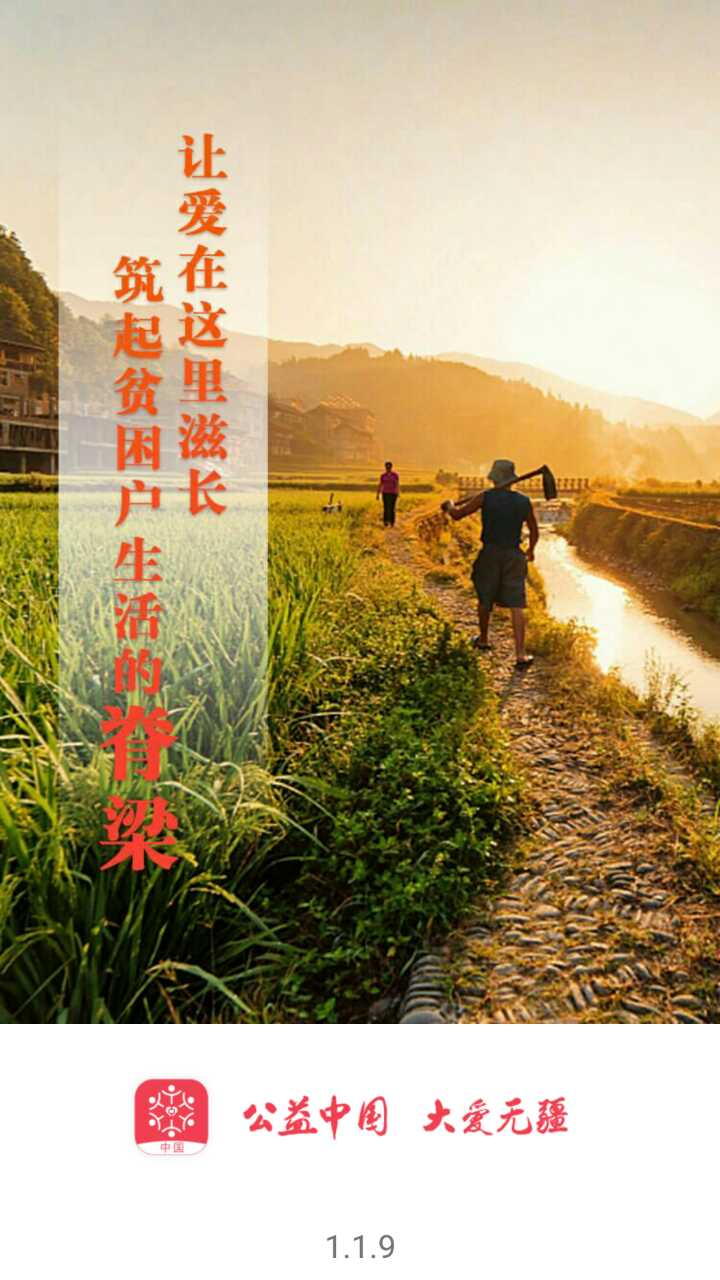 让爱在这里滋长
筑起贫困户生活的脊梁
中国
公益中国 大爱无疆
1.1.9